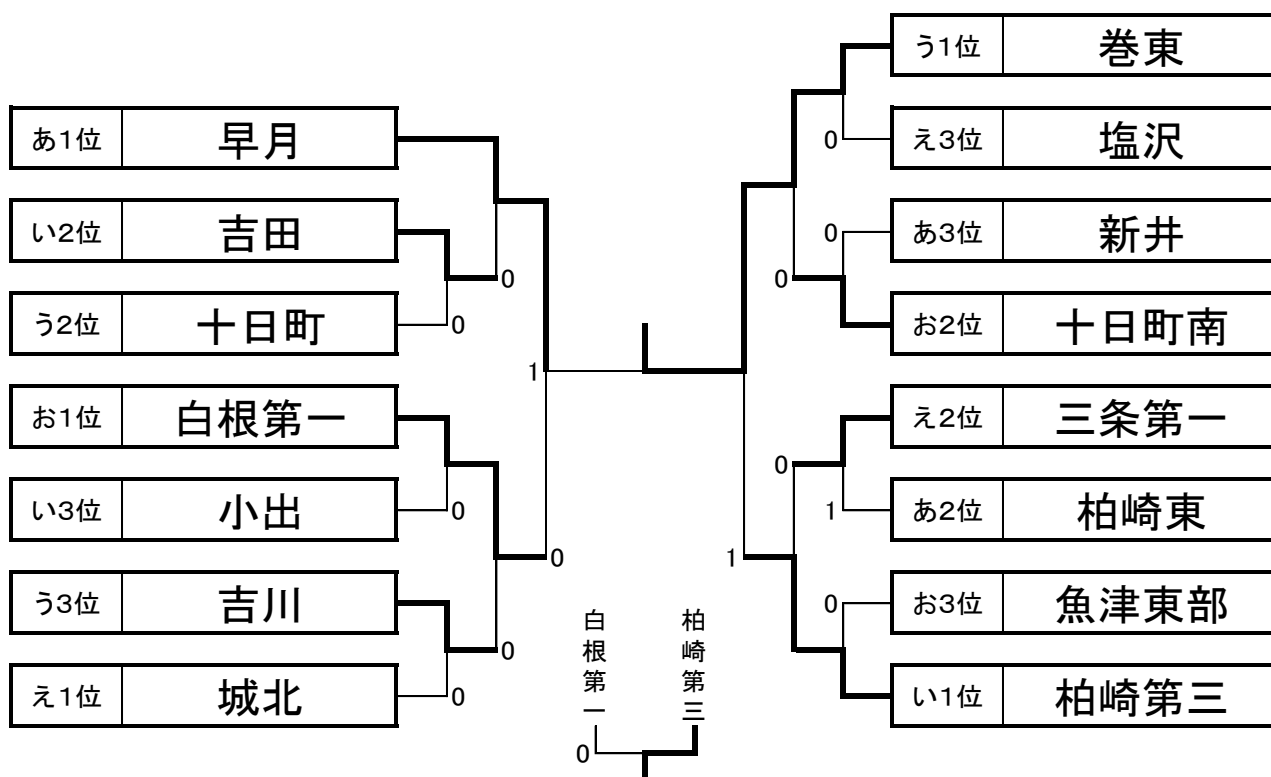 う1位 巻東
0
え3位 塩沢
あ1位 早月
い2位 吉田
0
う2位 十日町
0
0
あ3位 新井
0
お2位 十日町南
1
お1位 白根第一
0
い3位 小出
0
う3位 吉川
0
え1位 城北
0
え2位 三条第一
0
1
あ2位 柏崎東
1
0
お3位 魚津東部
い1位 柏崎第三
白根第一
柏崎第三
0